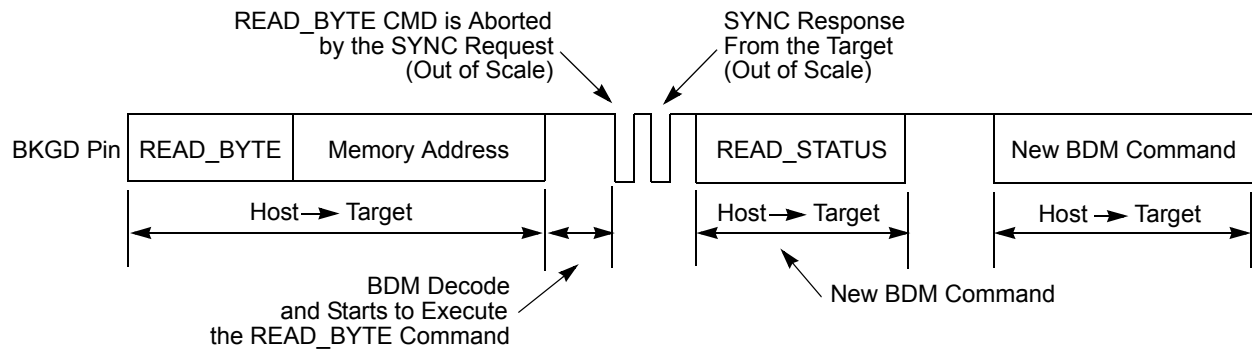 READ_BYTE CMD is Aborted
by the SYNC Request
(Out of Scale)
SYNC Response
From the Target
(Out of Scale)
BKGD Pin
READ_BYTE
Memory Address
READ_STATUS
New BDM Command
Host Target
Host Target
Host Target
BDM Decode
and Starts to Execute
the READ_BYTE Command
New BDM Command